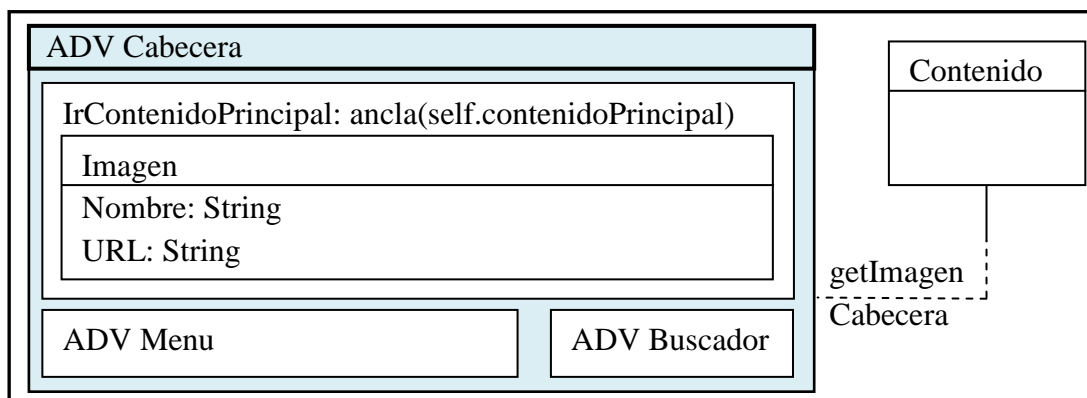 ADV Cabecera
Contenido
IrContenidoPrincipal: ancla(self.contenidoPrincipal)
Imagen
Nombre: String
URL: String
getImagen
Cabecera
ADV Menu
ADV Buscador